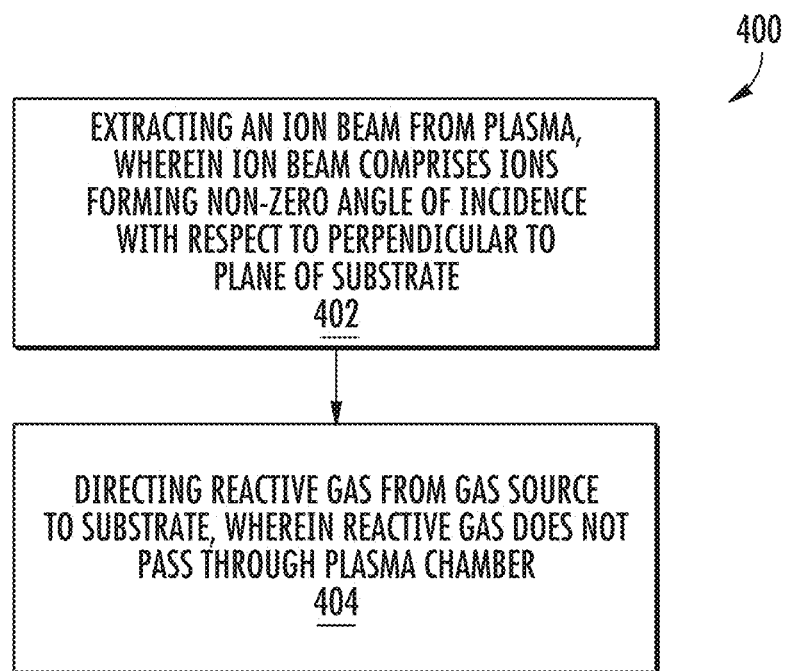 400
EXTRACTING AN ION BEAM FROM PLASMA,
WHEREIN ION BEAM COMPRISES IONS
FORMING NON-ZERO ANGLE OF INCIDENCE
WITH RESPECT TO PERPENDICULAR TO
PLANE OF SUBSTRATE
402
DIRECTING REACTIVE GAS FROM GAS SOURCE
TO SUBSTRATE, WHEREIN REACTIVE GAS DOES NOT
PASS THROUGH PLASMA CHAMBER
404